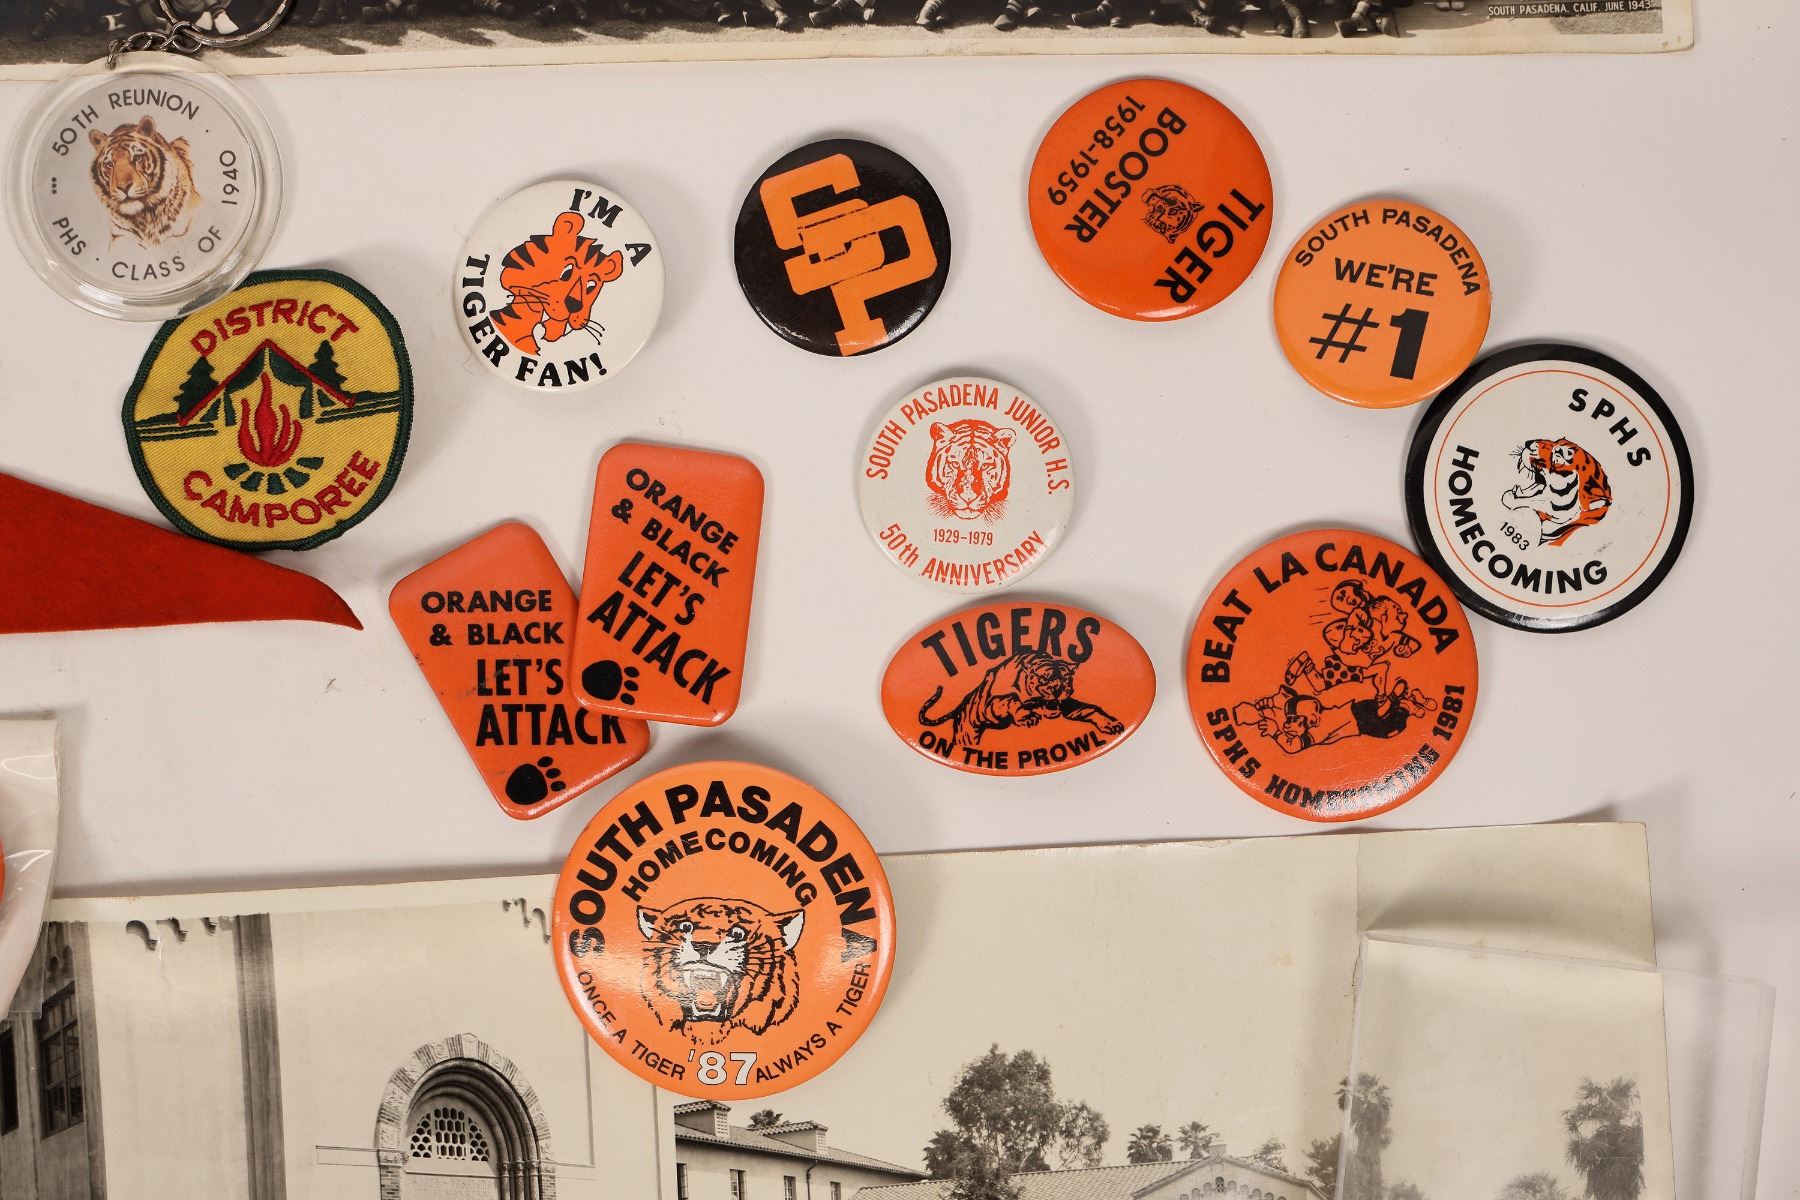 SOUTH PASADENA, CALIF. JUNE 1943
50TH REUNION
PHS · CLASS OF 1940
DISTRICT
CAMPOREE
I'M A
TIGER FAN!
SP
TIGER
BOOSTER
1958-1959
SOUTH PASADENA
WE'RE
#1
SPHS
HOMECOMING
1983
SOUTH PASADENA JUNIOR H.S.
1929-1979
50th ANNIVERSARY
ORANGE
& BLACK
LET'S
ATTACK
ORANGE
& BLACK
LET'S
ATTACK
TIGERS
ON THE PROWL
BEAT LA CANADA
SPHS HOMECOMING 1981
SOUTH PASADENA
HOMECOMING
ONCE A TIGER '87 ALWAYS A TIGER